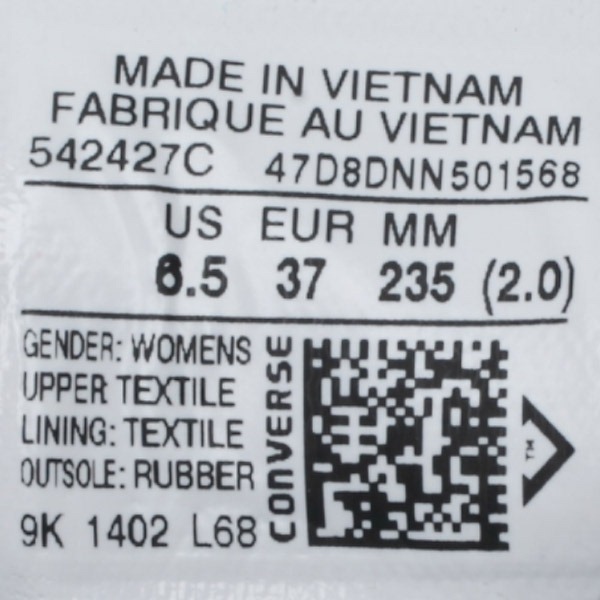 MADE IN VIETNAM
FABRIQUE AU VIETNAM
542427C 47D8DNN501568
US EUR MM
6.5 37 235 (2.0)
GENDER: WOMENS
UPPER TEXTILE
LINING: TEXTILE
OUTSOLE: RUBBER
9K 1402 L68
CONVERSE
TM